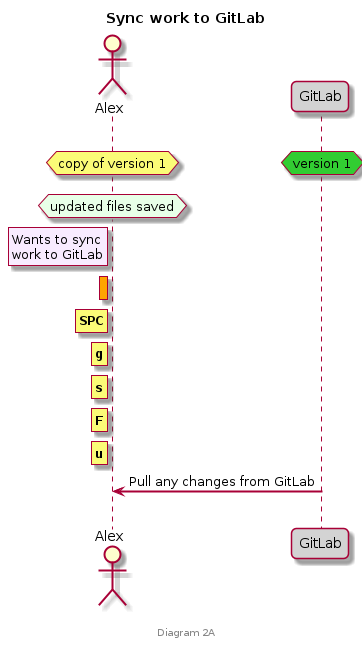 Sync work to GitLab
Alex
GitLab
copy of version 1
version 1
updated files saved
Wants to sync
work to GitLab
SPC
g
s
F
u
Pull any changes from GitLab
Alex
GitLab
Diagram 2A